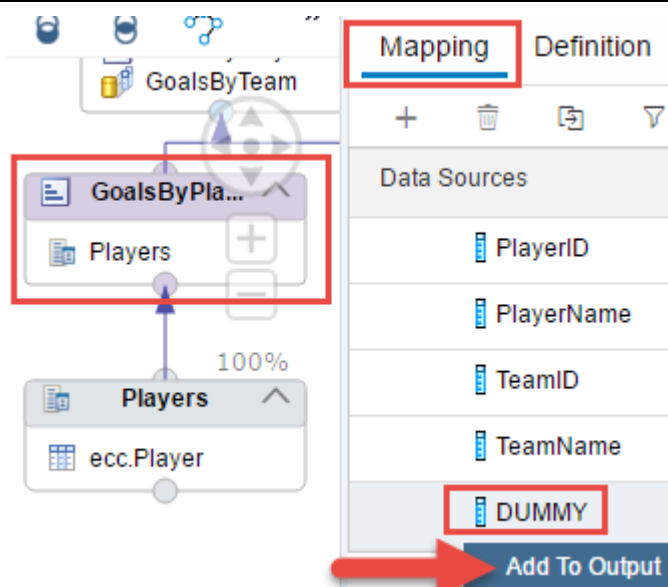 ”
GoalsByTeam
GoalsByPla...
Players
100%
Players
ecc.Player
Mapping Definition
Data Sources
PlayerID
PlayerName
TeamID
TeamName
DUMMY
Add To Output